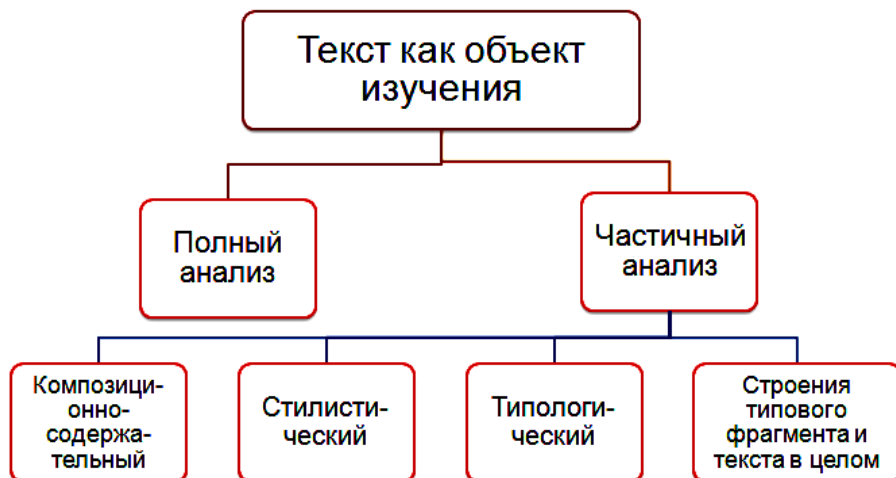 Текст как объект
изучения
Полный
анализ
Частичный
анализ
Композици-
онно-
содержа-
тельный
Стилисти-
ческий
Типологи-
ческий
Строения
типового
фрагмента и
текста в целом